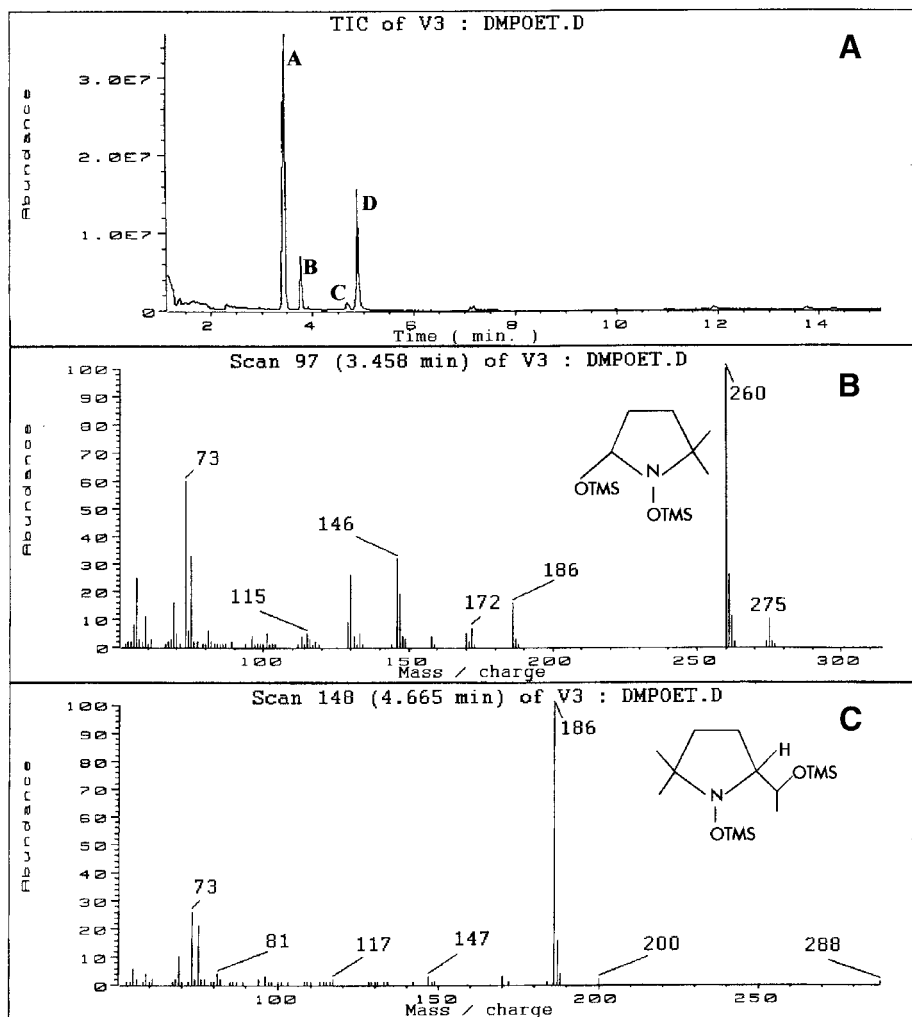 TIC of V3 : DMPOET.D
A
Abundance
3.0E7
2.0E7
1.0E7
0
A
B
C
D
2 4 6 8 10 12 14
Time ( min. )
Scan 97 (3.458 min) of V3 : DMPOET.D
B
Abundance
100
90
80
70
60
50
40
30
20
10
0
73
115
146
172
186
260
275
N
OTMS
OTMS
100 150 200 250 300
Mass / charge
Scan 148 (4.665 min) of V3 : DMPOET.D
C
Abundance
100
90
80
70
60
50
40
30
20
10
0
73
81
117
147
186
200
288
H
OTMS
N
OTMS
100 150 200 250
Mass / charge